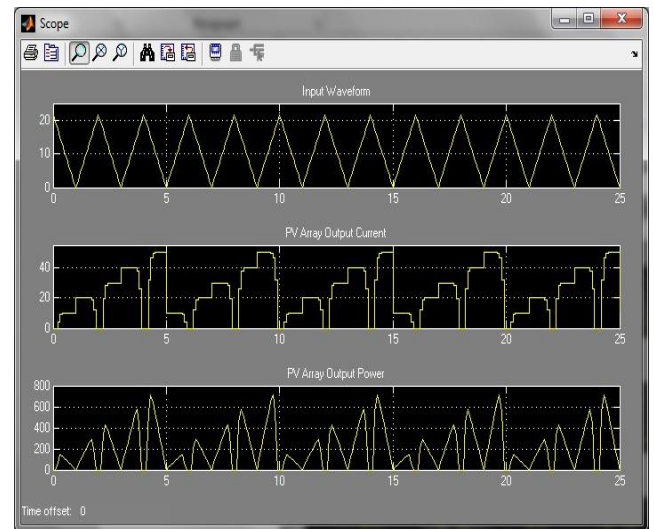 Scope
Input Waveform
20
10
0
0 5 10 15 20 25
PV Array Output Current
40
20
0
0 5 10 15 20 25
PV Array Output Power
800
600
400
200
0
0 5 10 15 20 25
Time offset: 0